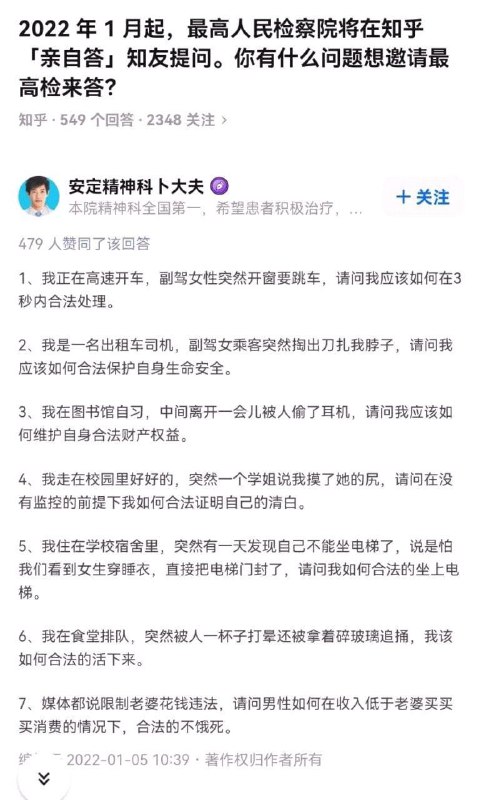 2022 年 1 月起，最高人民检察院将在知乎
「亲自答」知友提问。你有什么问题想邀请最
高检来答？
知乎 · 549 个回答 · 2348 关注 >
安定精神科卜大夫
本院精神科全国第一，希望患者积极治疗，...
+ 关注
479 人赞同了该回答
1、我正在高速开车，副驾女性突然开窗要跳车，请问我应该如何在3
秒内合法处理。
2、我是一名出租车司机，副驾女乘客突然掏出刀扎我脖子，请问我
应该如何合法保护自身生命安全。
3、我在图书馆自习，中间离开一会儿被人偷了耳机，请问我应该如
何维护自身合法财产权益。
4、我走在校园里好好的，突然一个学姐说我摸了她的尻，请问在没
有监控的前提下我如何合法证明自己的清白。
5、我住在学校宿舍里，突然有一天发现自己不能坐电梯了，说是怕
我们看到女生穿睡衣，直接把电梯门封了，请问我如何合法的坐上电
梯。
6、我在食堂排队，突然被人一杯子打晕还被拿着碎玻璃追捅，我该
如何合法的活下来。
7、媒体都说限制老婆花钱违法，请问男性如何在收入低于老婆买买
买消费的情况下，合法的不饿死。
2022-01-05 10:39 · 著作权归作者所有